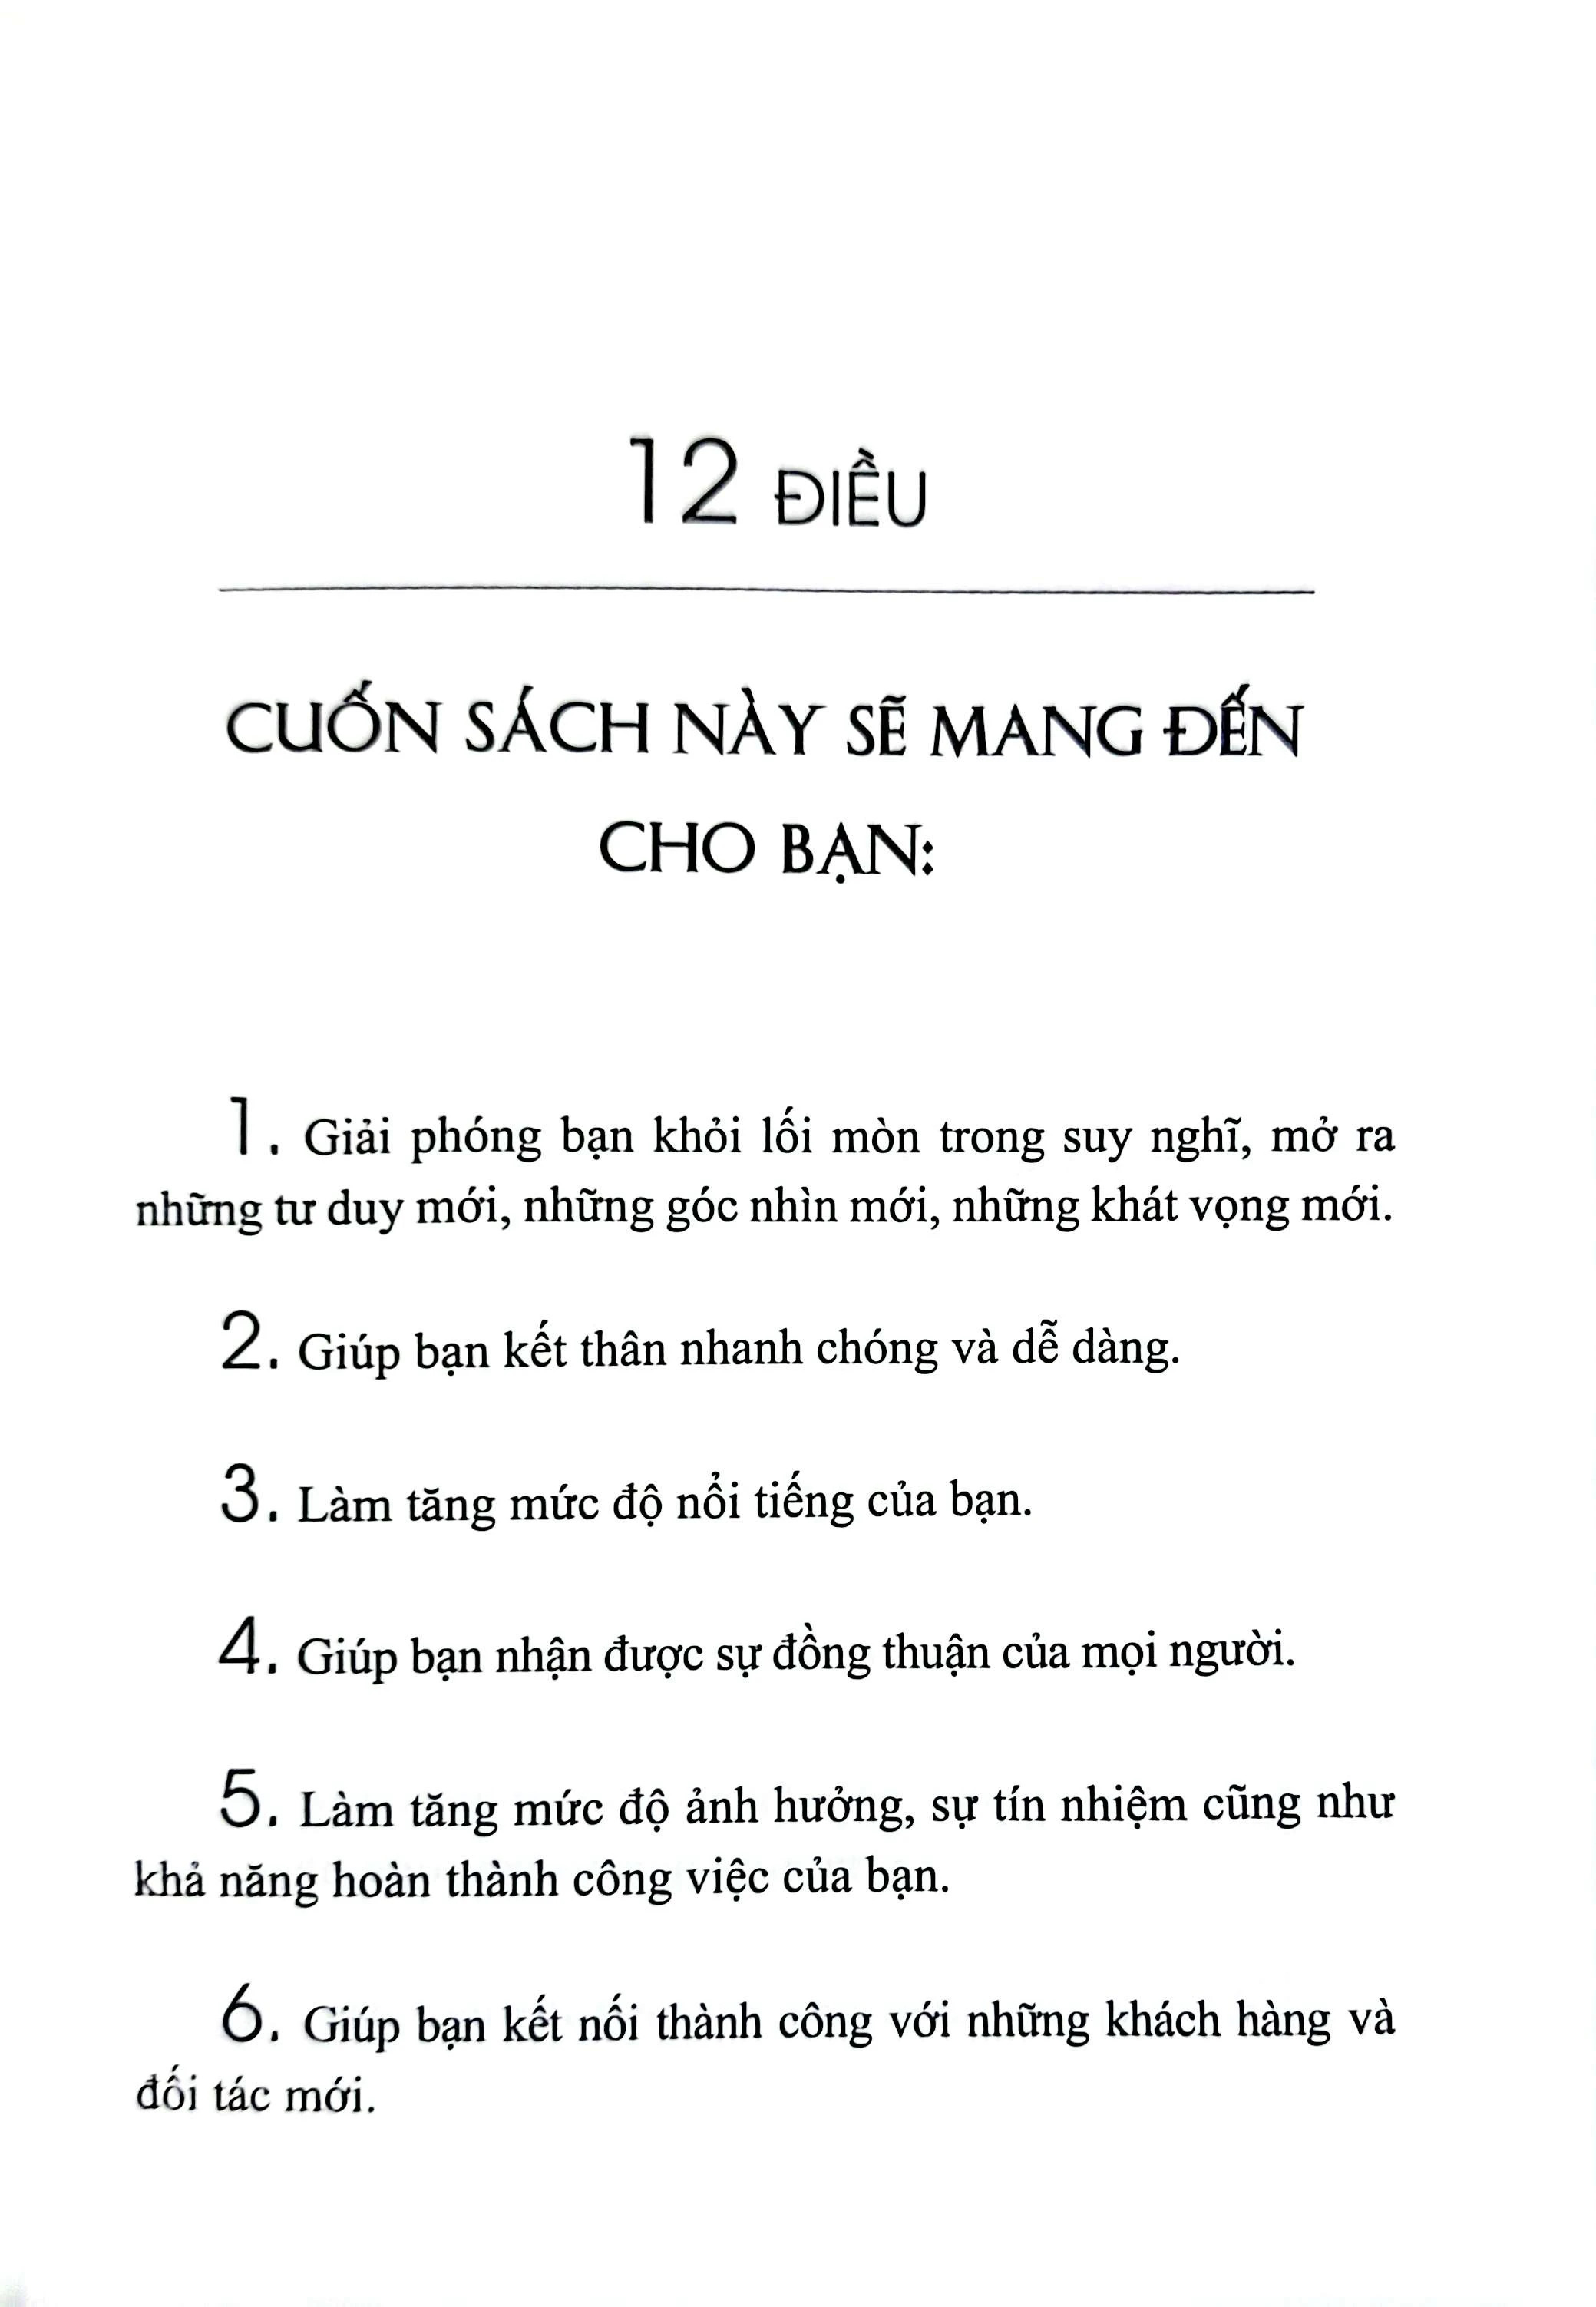 12 ĐIỀU
CUỐN SÁCH NÀY SẼ MANG ĐẾN
CHO BẠN:
1. Giải phóng bạn khỏi lối mòn trong suy nghĩ, mở ra
những tư duy mới, những góc nhìn mới, những khát vọng mới.
2. Giúp bạn kết thân nhanh chóng và dễ dàng.
3. Làm tăng mức độ nổi tiếng của bạn.
4. Giúp bạn nhận được sự đồng thuận của mọi người.
5. Làm tăng mức độ ảnh hưởng, sự tín nhiệm cũng như
khả năng hoàn thành công việc của bạn.
6. Giúp bạn kết nối thành công với những khách hàng và
đối tác mới.